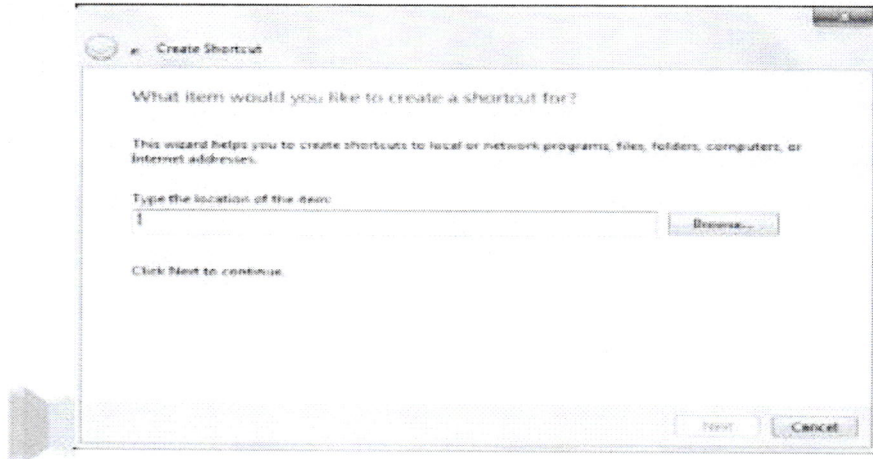 Create Shortcut
What item would you like to create a shortcut for?
This wizard helps you to create shortcuts to local or network programs, files, folders, computers, or
Internet addresses.
Type the location of the item:
Browse...
Click Next to continue.
Next
Cancel